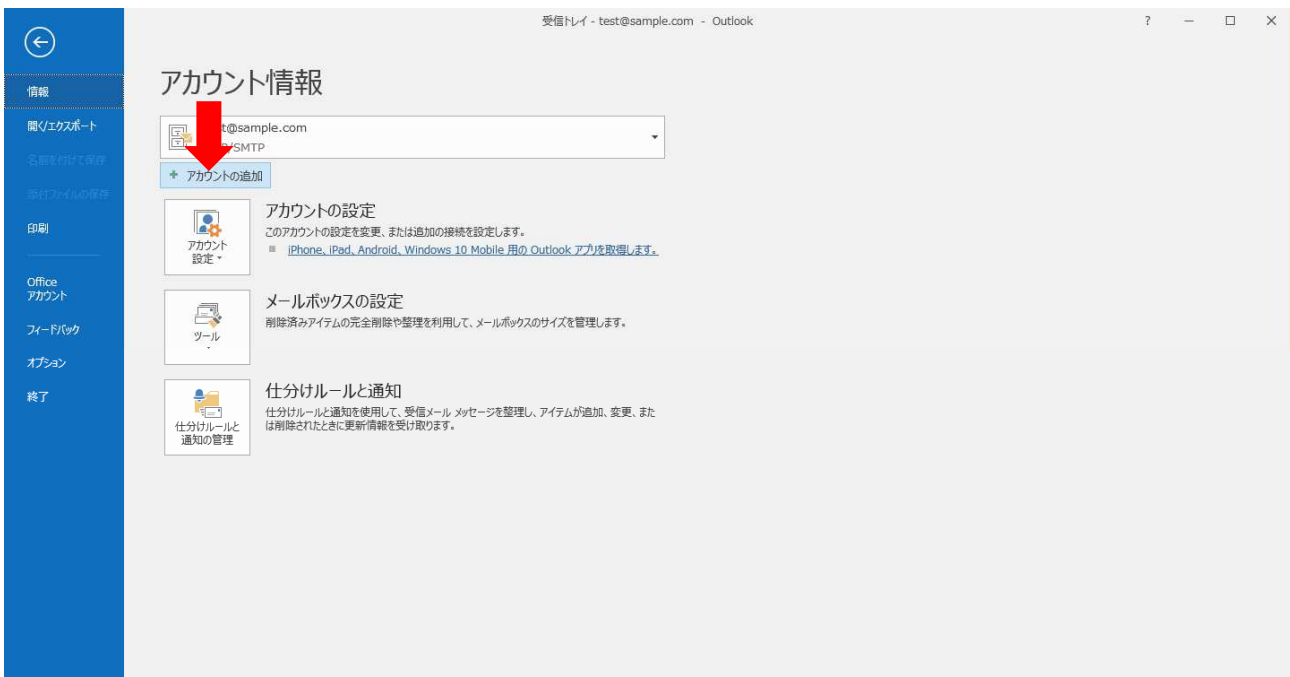 受信トレイ - test@sample.com - Outlook
情報
開く/エクスポート
名前を付けて保存
添付ファイルの保存
印刷
Office
アカウント
フィードバック
オプション
終了
アカウント情報
t@sample.com
/SMTP
アカウントの追加
アカウント
設定
アカウントの設定
このアカウントの設定を変更、または追加の接続を設定します。
iPhone、iPad、Android、Windows 10 Mobile 用の Outlook アプリを取得します。
ツール
メールボックスの設定
削除済みアイテムの完全削除や整理を利用して、メールボックスのサイズを管理します。
仕分けルールと
通知の管理
仕分けルールと通知
仕分けルールと通知を使用して、受信メール メッセージを整理し、アイテムが追加、変更、また
は削除されたときに更新情報を受け取ります。